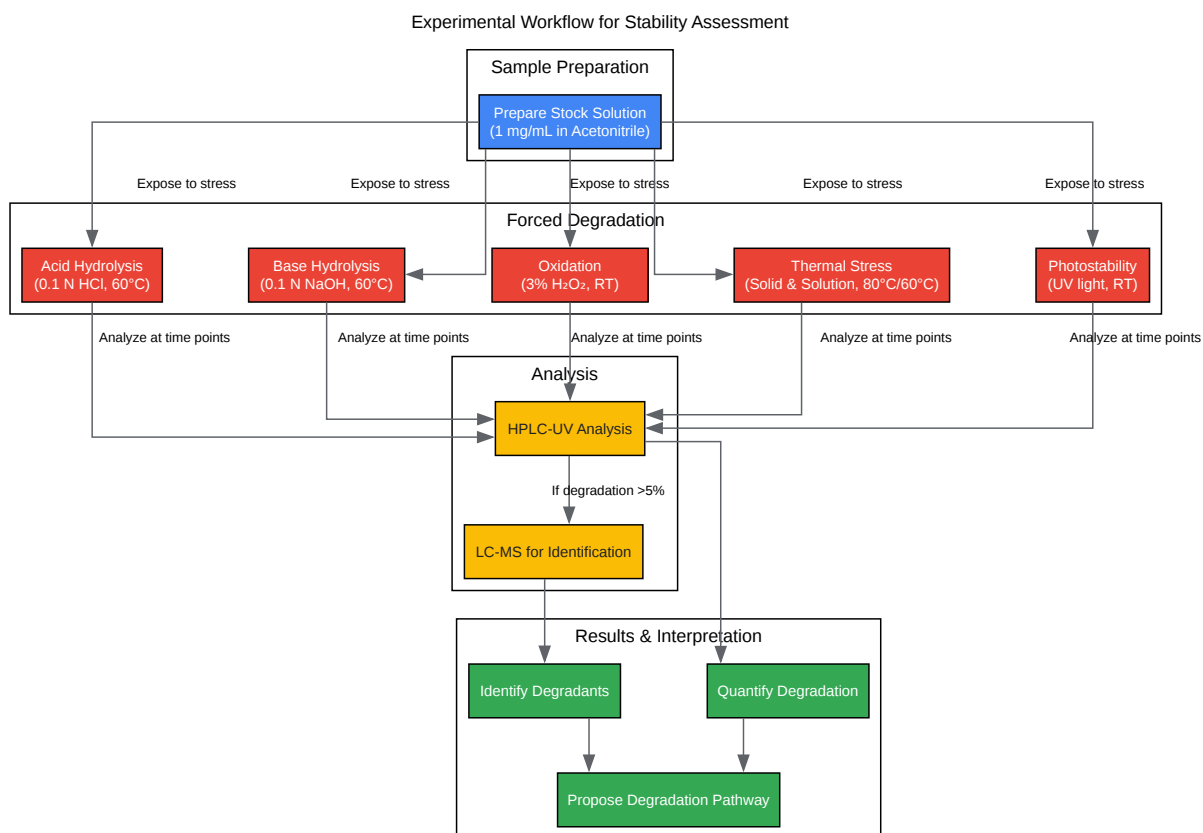 Experimental Workflow for Stability Assessment
Sample Preparation
Prepare Stock Solution
(1 mg/mL in Acetonitrile)
Expose to stress
Expose to stress
Expose to stress
Expose to stress
Expose to stress
Forced Degradation
Acid Hydrolysis
(0.1 N HCl, 60°C)
Base Hydrolysis
(0.1 N NaOH, 60°C)
Oxidation
(3% H₂O₂, RT)
Thermal Stress
(Solid & Solution, 80°C/60°C)
Photostability
(UV light, RT)
Analyze at time points
Analyze at time points
Analyze at time points
Analyze at time points
Analyze at time points
Analysis
HPLC-UV Analysis
If degradation >5%
LC-MS for Identification
Results & Interpretation
Identify Degradants
Quantify Degradation
Propose Degradation Pathway